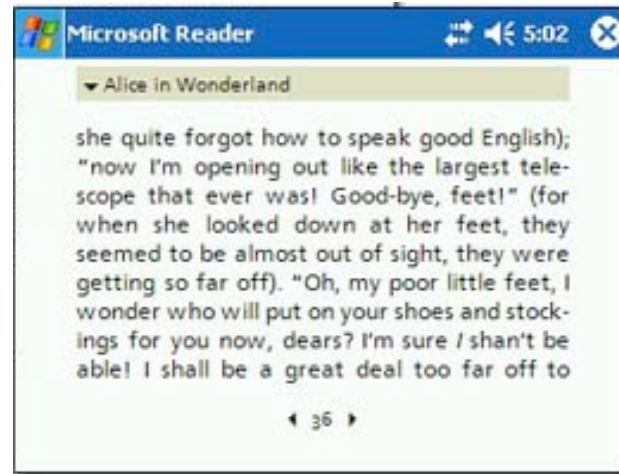 Microsoft Reader 5:02
Alice in Wonderland
she quite forgot how to speak good English);
"now I'm opening out like the largest tele-
scope that ever was! Good-bye, feet!" (for
when she looked down at her feet, they
seemed to be almost out of sight, they were
getting so far off). "Oh, my poor little feet, I
wonder who will put on your shoes and stock-
ings for you now, dears? I'm sure I shan't be
able! I shall be a great deal too far off to
36